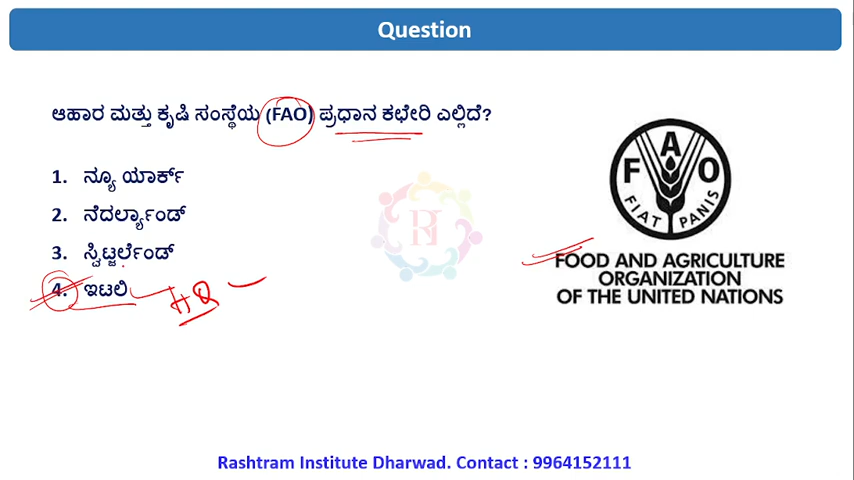 Question
ಆಹಾರ ಮತ್ತು ಕೃಷಿ ಸಂಸ್ಥೆಯ (FAO) ಪ್ರಧಾನ ಕಛೇರಿ ಎಲ್ಲಿದೆ?
1. ನ್ಯೂ ಯಾರ್ಕ್
2. ನೆದರ್ಲ್ಯಾಂಡ್
3. ಸ್ವಿಟ್ಜರ್ಲೆಂಡ್
4. ಇಟಲಿ HQ
F A O
FIAT PANIS
FOOD AND AGRICULTURE
ORGANIZATION
OF THE UNITED NATIONS
Rashtram Institute Dharwad. Contact : 9964152111